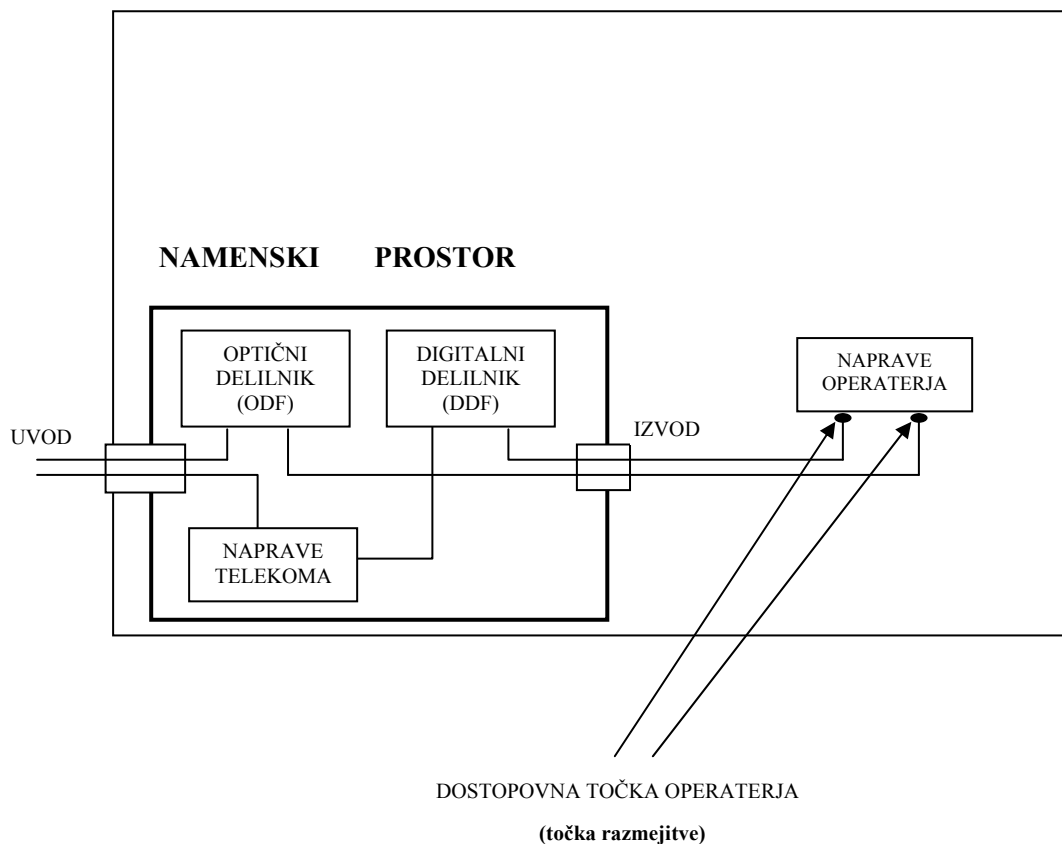 NAMENSKI PROSTOR
OPTIČNI
DELILNIK
(ODF)
DIGITALNI
DELILNIK
(DDF)
NAPRAVE
OPERATERJA
UVOD
IZVOD
NAPRAVE
TELEKOMA
DOSTOPOVNA TOČKA OPERATERJA
(točka razmejitve)